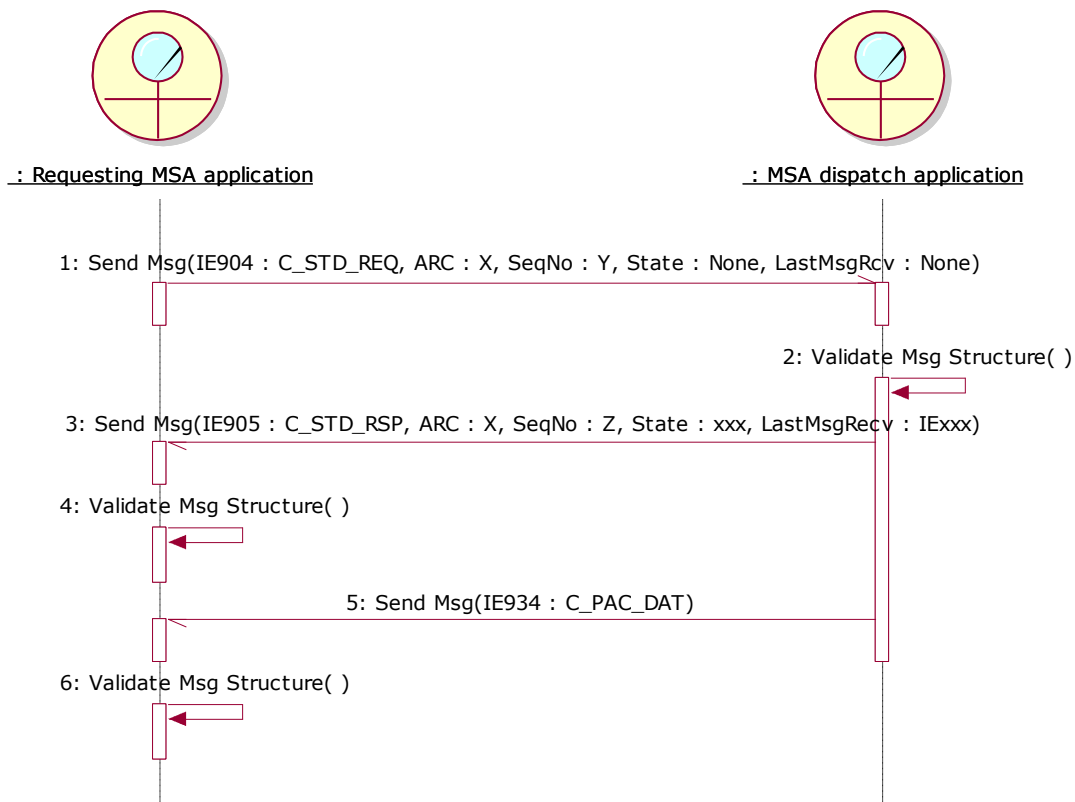 : Requesting MSA application
: MSA dispatch application
1: Send Msg(IE904 : C_STD_REQ, ARC : X, SeqNo : Y, State : None, LastMsgRcv : None)
2: Validate Msg Structure( )
3: Send Msg(IE905 : C_STD_RSP, ARC : X, SeqNo : Z, State : xxx, LastMsgRecv : IExxx)
4: Validate Msg Structure( )
5: Send Msg(IE934 : C_PAC_DAT)
6: Validate Msg Structure( )